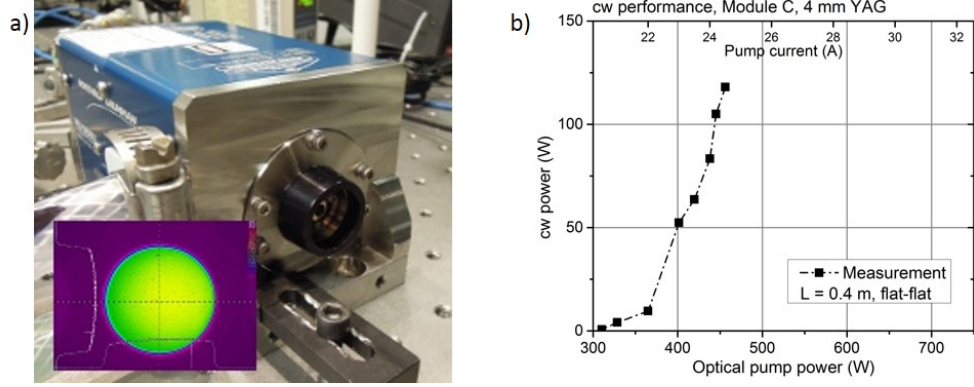 a)
b)
cw performance, Module C, 4 mm YAG
150
100
50
0
cw power (W)
22 24 26 28 30 32
Pump current (A)
Measurement
L = 0.4 m, flat-flat
300 400 500 600 700
Optical pump power (W)